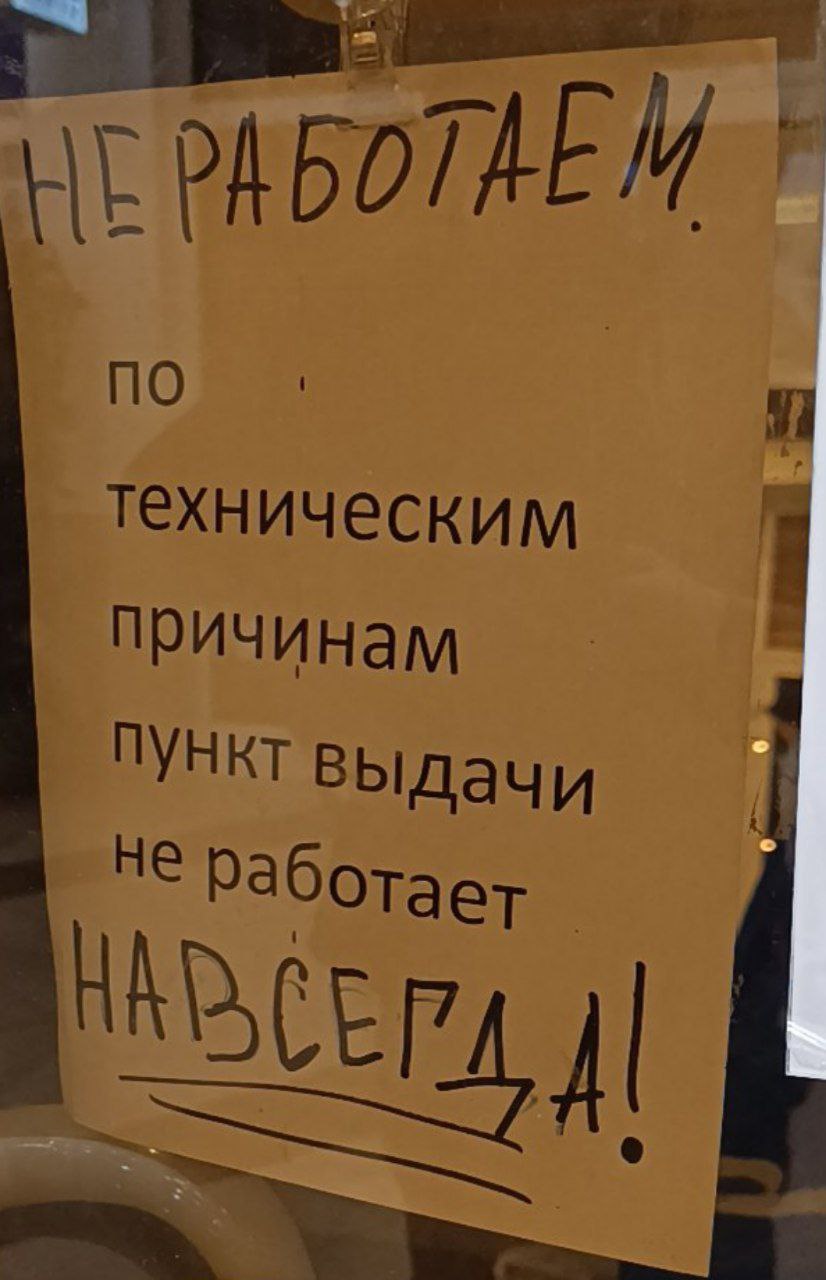 НЕ РАБОТАЕМ.
по
техническим
причинам
пункт выдачи
не работает
НАВСЕГДА!